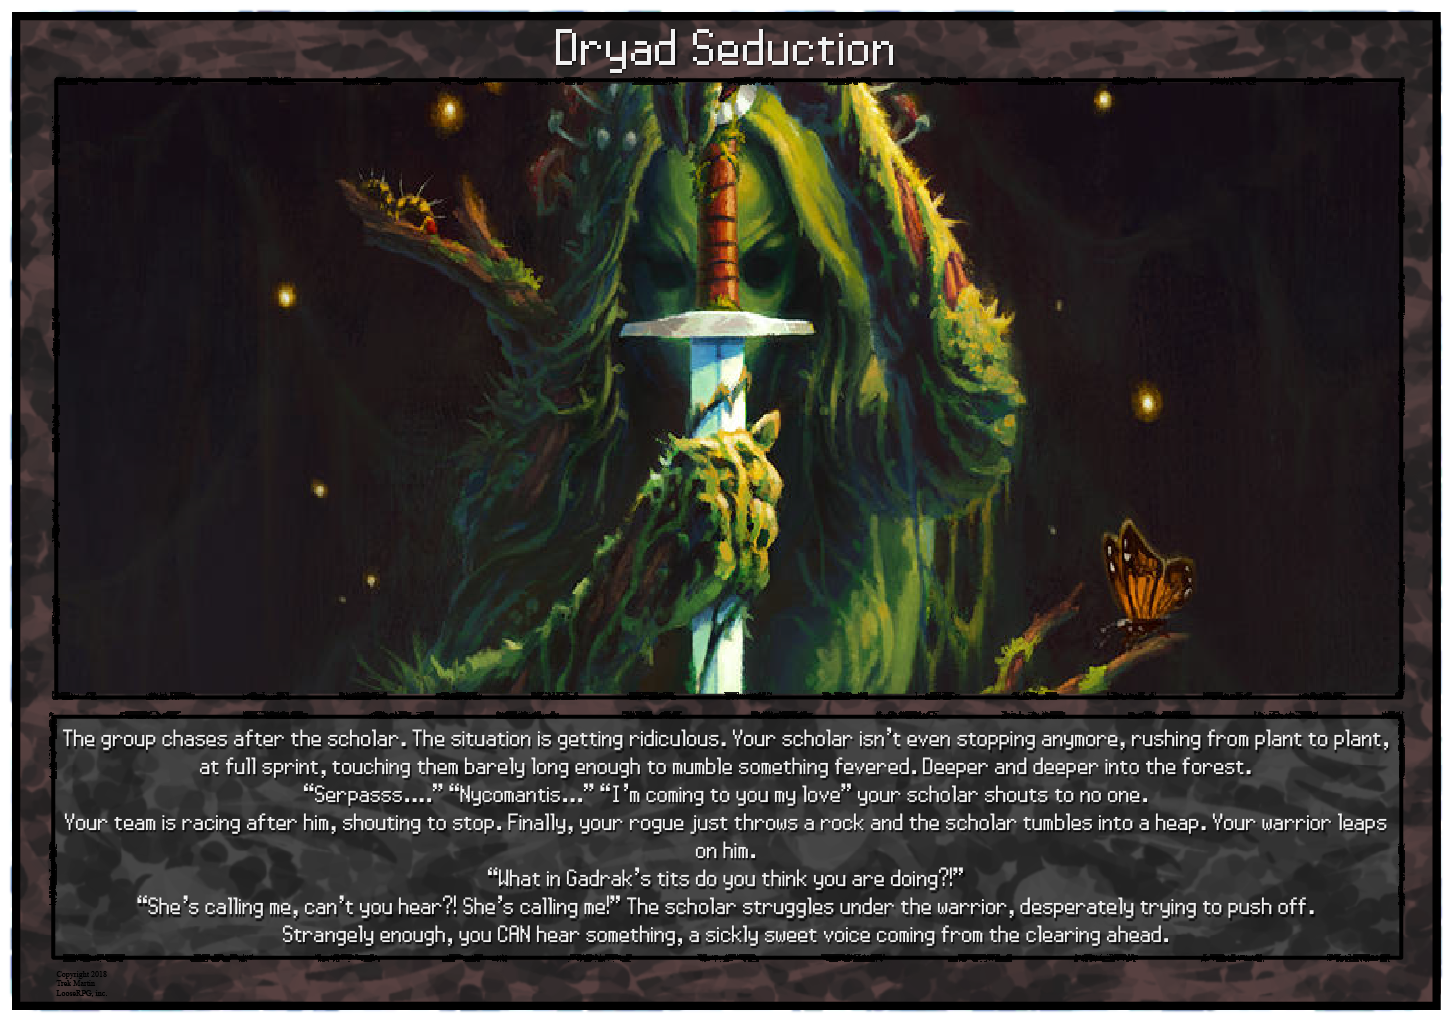 Dryad Seduction
The group chases after the scholar. The situation is getting ridiculous. Your scholar isn't even stopping anymore, rushing from plant to plant,
at full sprint, touching them barely long enough to mumble something fevered. Deeper and deeper into the forest.
“Serpasss....” “Nycomantis...” “I'm coming to you my love” your scholar shouts to no one.
Your team is racing after him, shouting to stop. Finally, your rogue just throws a rock and the scholar tumbles into a heap. Your warrior leaps
on him.
“What in Gadrak's tits do you think you are doing?!”
“She's calling me, can't you hear?! She's calling me!” The scholar struggles under the warrior, desperately trying to push off.
Strangely enough, you CAN hear something, a sickly sweet voice coming from the clearing ahead.
Copyright 2018
Trak Martin
LoosaRPG, inc.